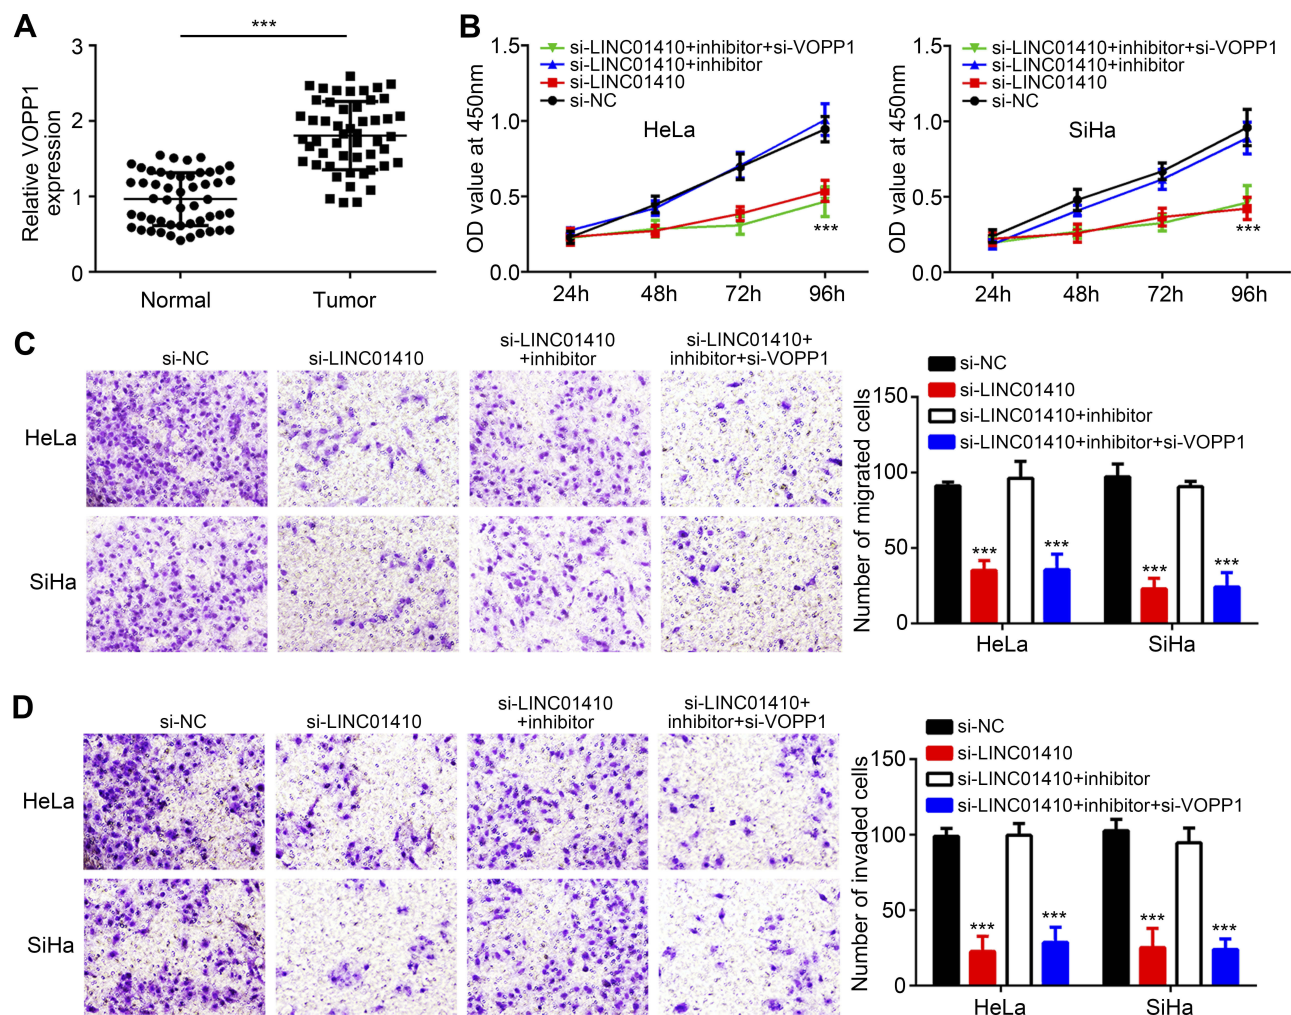 A
***
3
2
1
0
Relative VOPP1
expression
Normal
Tumor
B
1.5
1.0
0.5
0.0
OD value at 450nm
si-LINC01410+inhibitor+si-VOPP1
si-LINC01410+inhibitor
si-LINC01410
si-NC
HeLa
***
24h
48h
72h
96h
1.5
1.0
0.5
0.0
OD value at 450nm
si-LINC01410+inhibitor+si-VOPP1
si-LINC01410+inhibitor
si-LINC01410
si-NC
SiHa
***
24h
48h
72h
96h
C
si-NC
si-LINC01410
si-LINC01410
+inhibitor
si-LINC01410+
inhibitor+si-VOPP1
HeLa
SiHa
si-NC
si-LINC01410
si-LINC01410+inhibitor
si-LINC01410+inhibitor+si-VOPP1
150
100
50
0
Number of migrated cells
***
***
***
***
HeLa
SiHa
D
si-NC
si-LINC01410
si-LINC01410
+inhibitor
si-LINC01410+
inhibitor+si-VOPP1
HeLa
SiHa
si-NC
si-LINC01410
si-LINC01410+inhibitor
si-LINC01410+inhibitor+si-VOPP1
150
100
50
0
Number of invaded cells
***
***
***
***
HeLa
SiHa